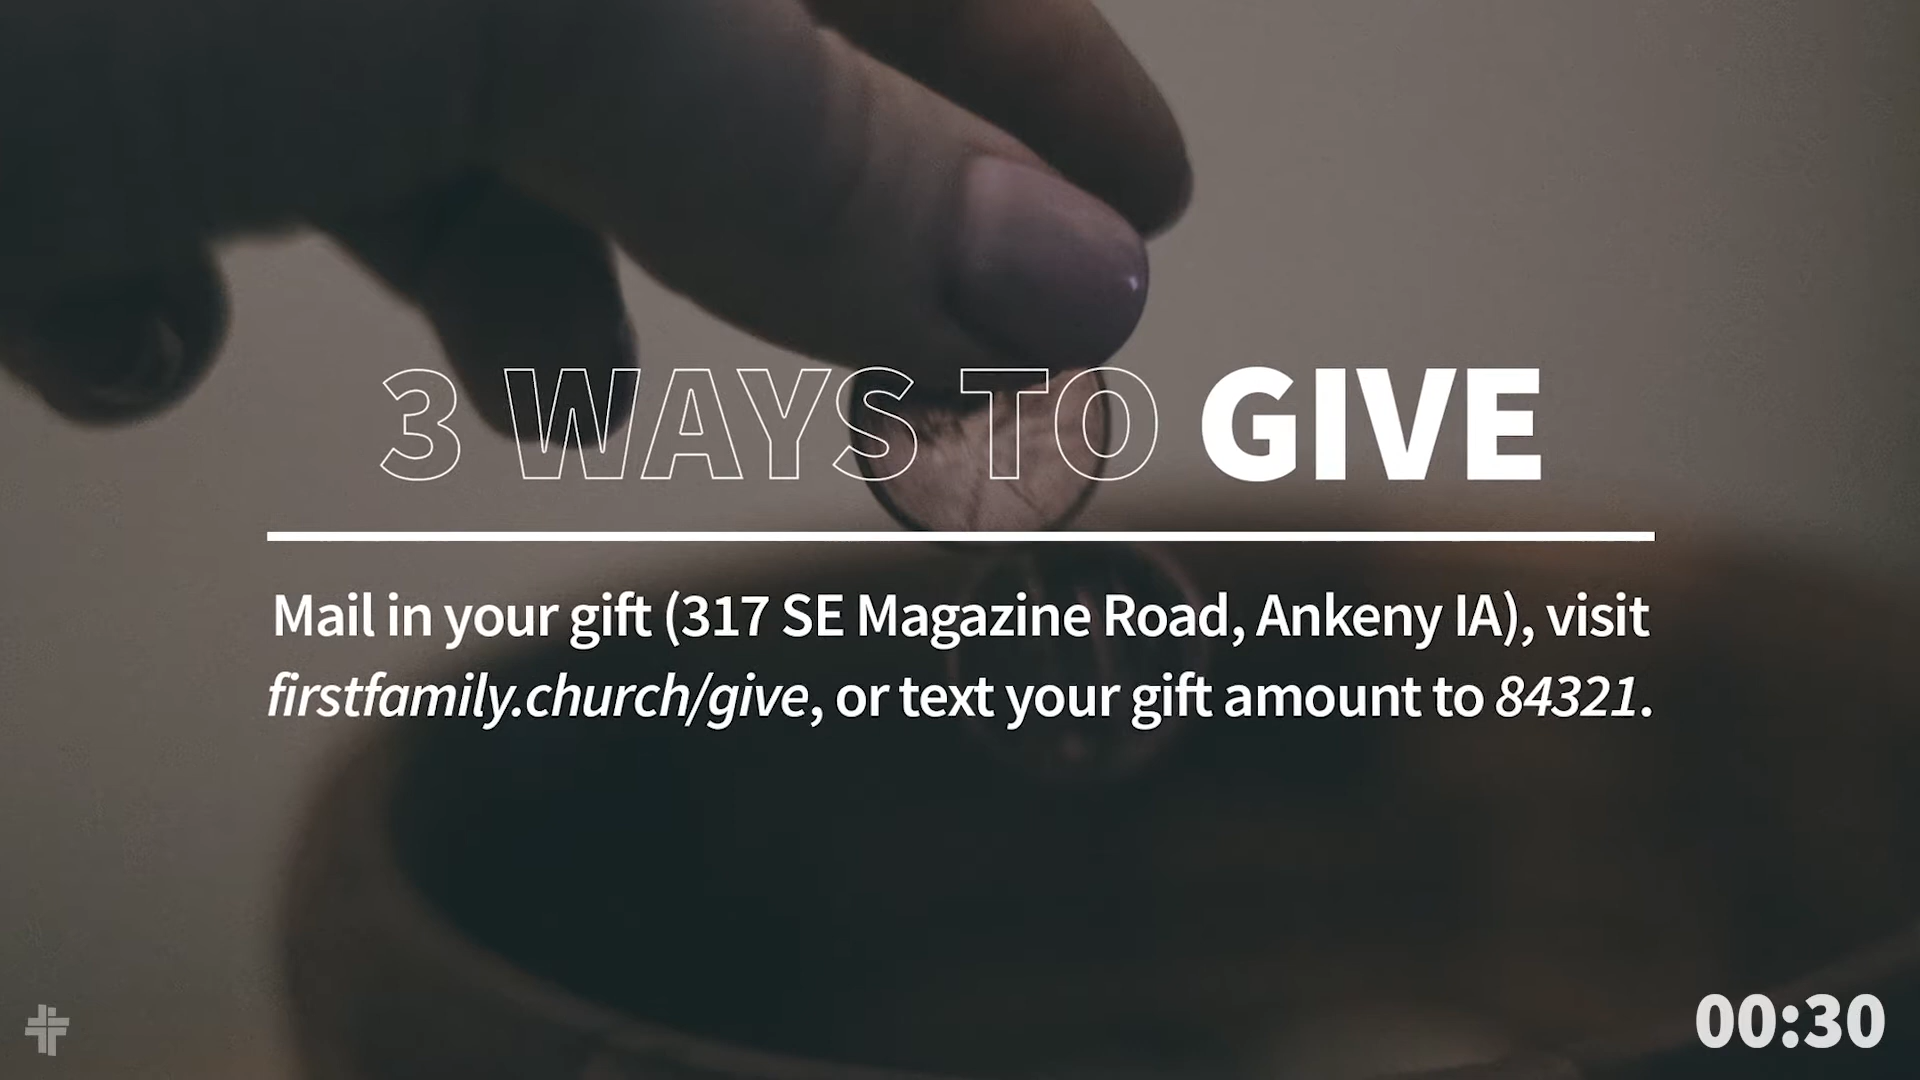 3 WAYS TO GIVE
Mail in your gift (317 SE Magazine Road, Ankeny IA), visit
firstfamily.church/give, or text your gift amount to 84321.
00:30